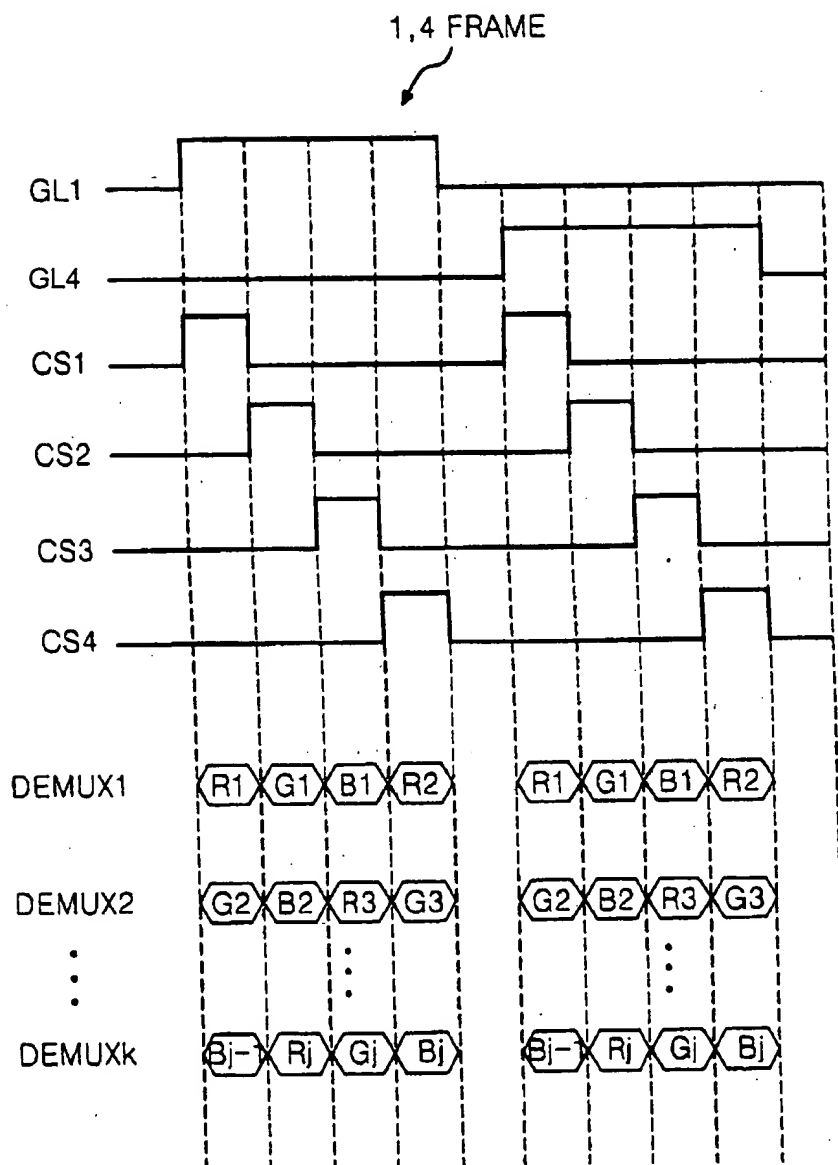 1,4 FRAME
GL1
GL4
CS1
CS2
CS3
CS4
DEMUX1 R1 G1 B1 R2 R1 G1 B1 R2
DEMUX2 G2 B2 R3 G3 G2 B2 R3 G3
DEMUXk Bj-1 Rj Gj Bj Bj-1 Rj Gj Bj